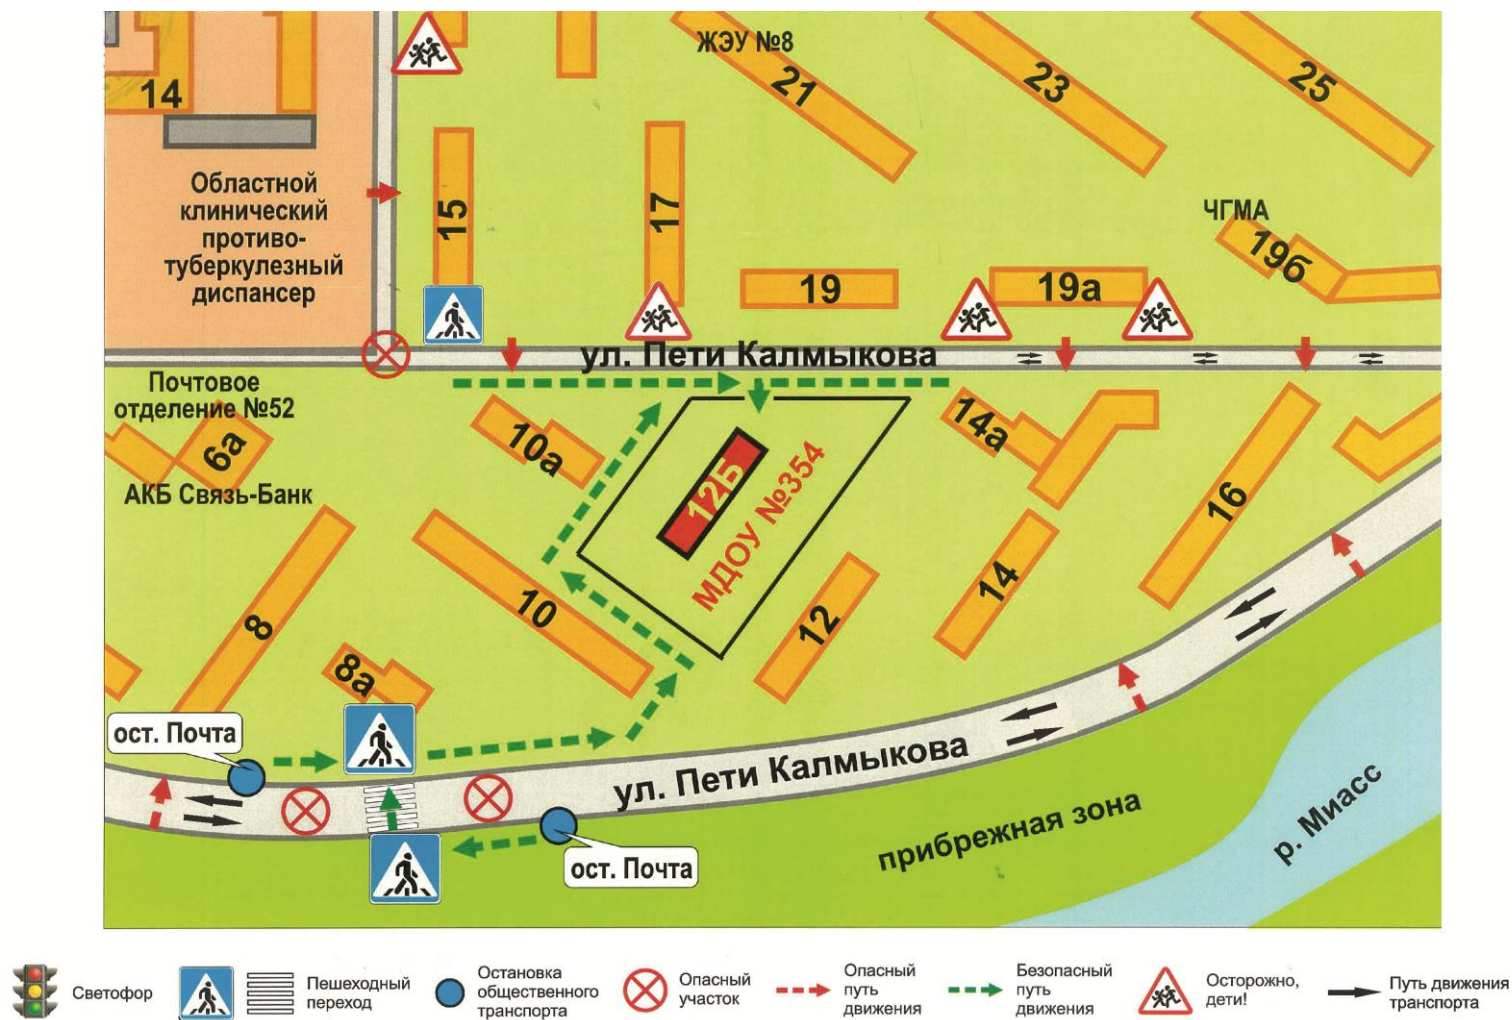 ЖЭУ №8
14
21
23
25
Областной
клинический
противо-
туберкулезный
диспансер
15
17
ЧГМА
19б
19
19а
ул. Пети Калмыкова
Почтовое
отделение №52
6а
АКБ Связь-Банк
10а
12Б
МДОУ №354
14а
16
8
10
14
12
8а
ост. Почта
ул. Пети Калмыкова
ост. Почта
прибрежная зона
р. Миасс
Светофор
Пешеходный
переход
Остановка
общественного
транспорта
Опасный
участок
Опасный
путь
движения
Безопасный
путь
движения
Осторожно,
дети!
Путь движения
транспорта